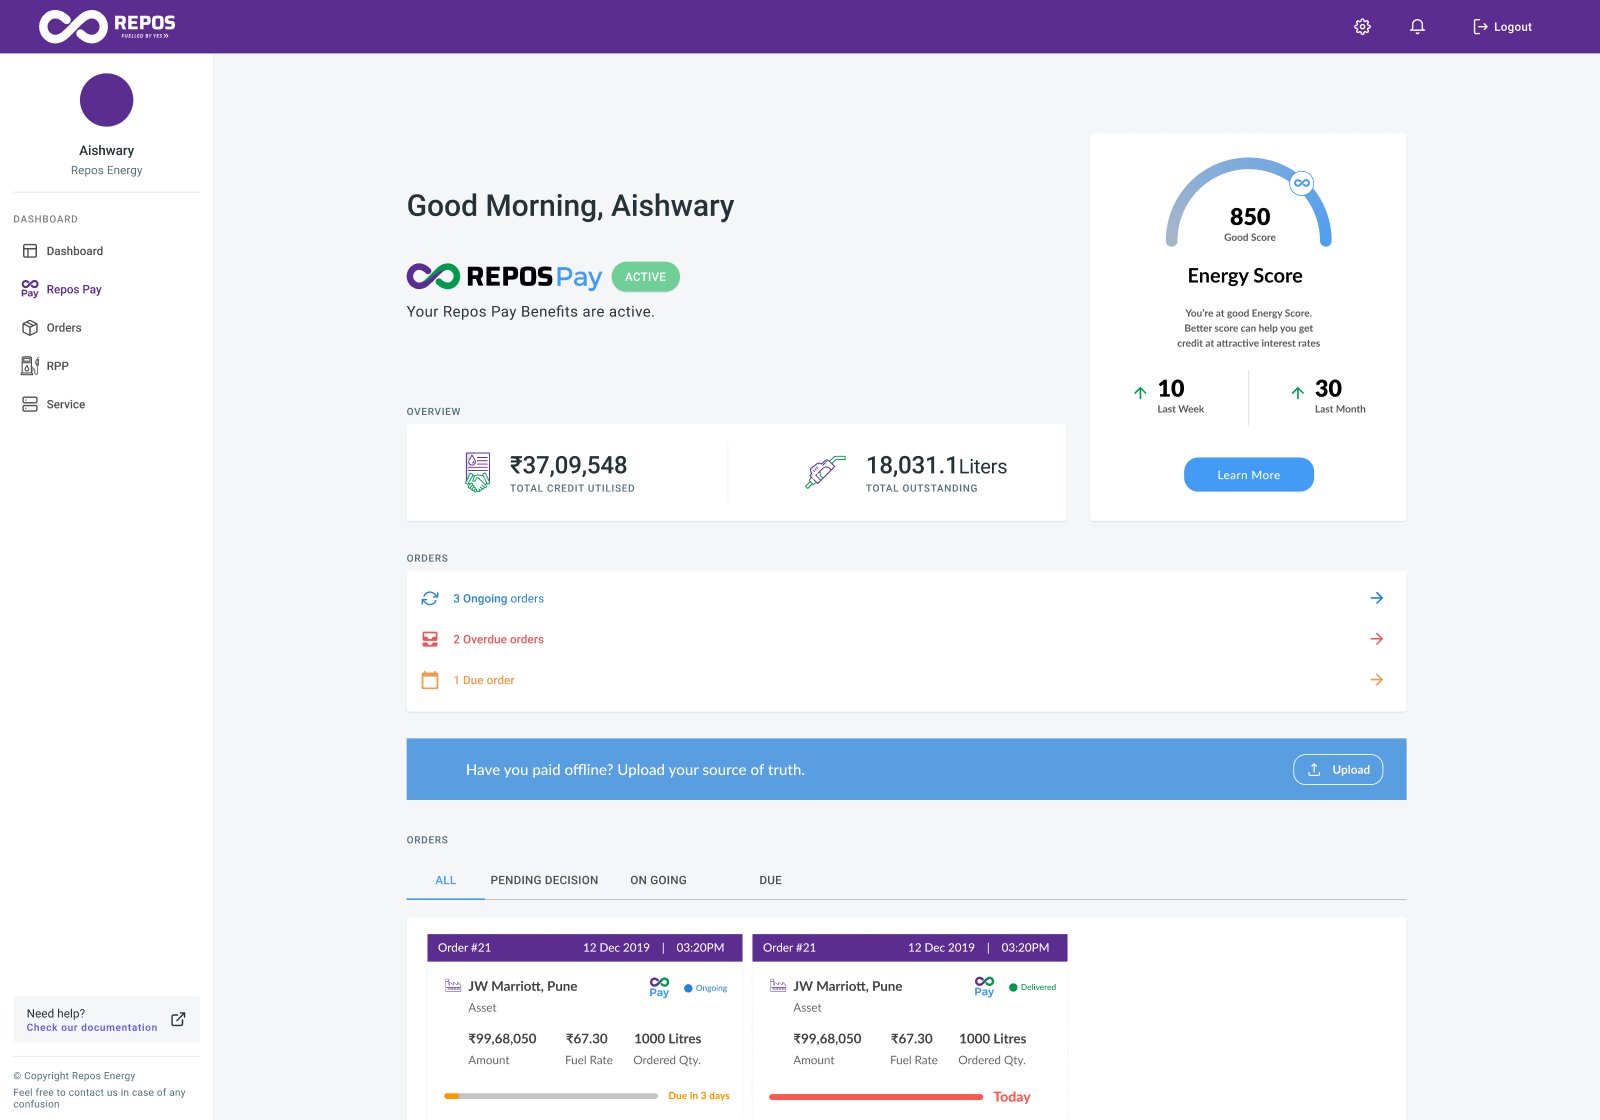 REPOS
FUELLED BY YES
Logout
Aishwary
Repos Energy
DASHBOARD
Dashboard
Pay
Repos Pay
Orders
RPP
Service
Need help?
Check our documentation
© Copyright Repos Energy
Feel free to contact us in case of any
confusion
Good Morning, Aishwary
REPOS Pay
ACTIVE
Your Repos Pay Benefits are active.
850
Good Score
Energy Score
You're at good Energy Score.
Better score can help you get
credit at attractive interest rates
10
Last Week
30
Last Month
Learn More
OVERVIEW
₹37,09,548
TOTAL CREDIT UTILISED
18,031.1Liters
TOTAL OUTSTANDING
ORDERS
3 Ongoing orders
2 Overdue orders
1 Due order
Have you paid offline? Upload your source of truth.
Upload
ORDERS
ALL PENDING DECISION ON GOING DUE
Order #21 12 Dec 2019 | 03:20PM
JW Marriott, Pune
Pay
Ongoing
Asset
₹99,68,050 ₹67.30 1000 Litres
Amount Fuel Rate Ordered Qty.
Due in 3 days
Order #21 12 Dec 2019 | 03:20PM
JW Marriott, Pune
Pay
Delivered
Asset
₹99,68,050 ₹67.30 1000 Litres
Amount Fuel Rate Ordered Qty.
Today